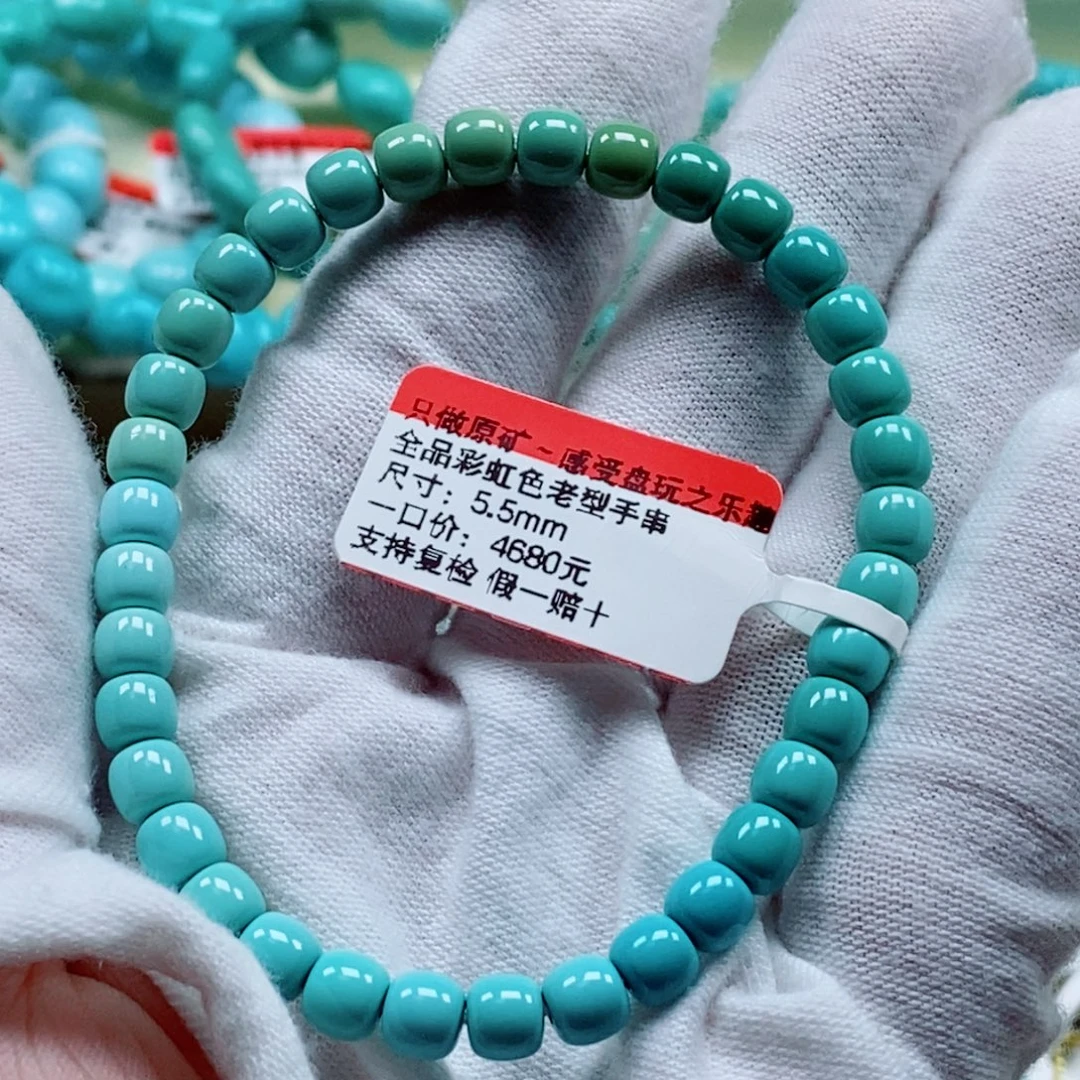 只做原矿~感受盘玩之乐趣
全品彩虹色老型手串
尺寸：5.5mm
一口价：4680元
支持复检 假一赔十